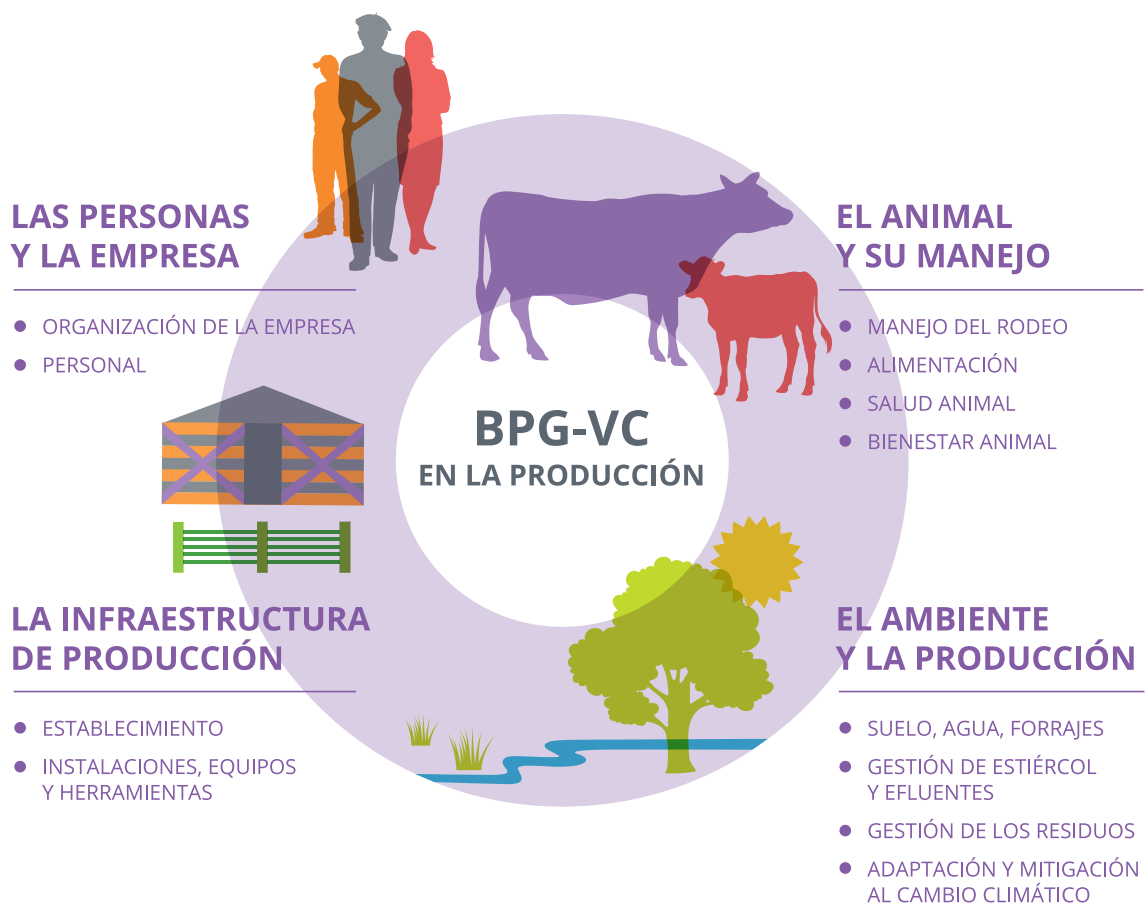 LAS PERSONAS
Y LA EMPRESA
● ORGANIZACIÓN DE LA EMPRESA
● PERSONAL
EL ANIMAL
Y SU MANEJO
● MANEJO DEL RODEO
● ALIMENTACIÓN
● SALUD ANIMAL
● BIENESTAR ANIMAL
BPG-VC
EN LA PRODUCCIÓN
LA INFRAESTRUCTURA
DE PRODUCCIÓN
● ESTABLECIMIENTO
● INSTALACIONES, EQUIPOS
Y HERRAMIENTAS
EL AMBIENTE
Y LA PRODUCCIÓN
● SUELO, AGUA, FORRAJES
● GESTIÓN DE ESTIÉRCOL
Y EFLUENTES
● GESTIÓN DE LOS RESIDUOS
● ADAPTACIÓN Y MITIGACIÓN
AL CAMBIO CLIMÁTICO